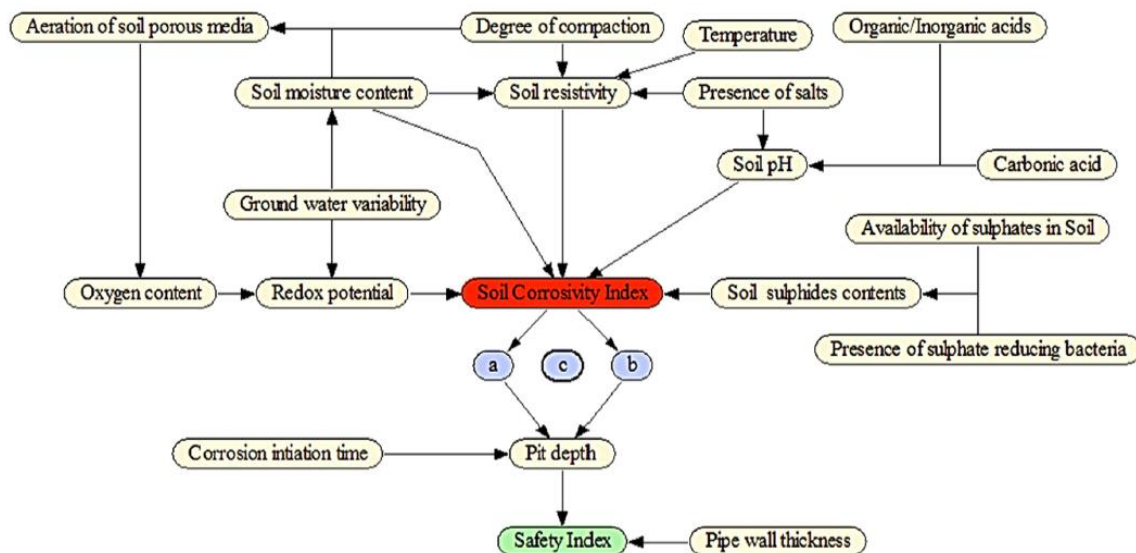 Aeration of soil porous media
Degree of compaction
Temperature
Organic/Inorganic acids
Soil moisture content
Soil resistivity
Presence of salts
Soil pH
Carbonic acid
Ground water variability
Availability of sulphates in Soil
Oxygen content
Redox potential
Soil Corrosivity Index
Soil sulphides contents
Presence of sulphate reducing bacteria
a
c
b
Corrosion intiation time
Pit depth
Safety Index
Pipe wall thickness